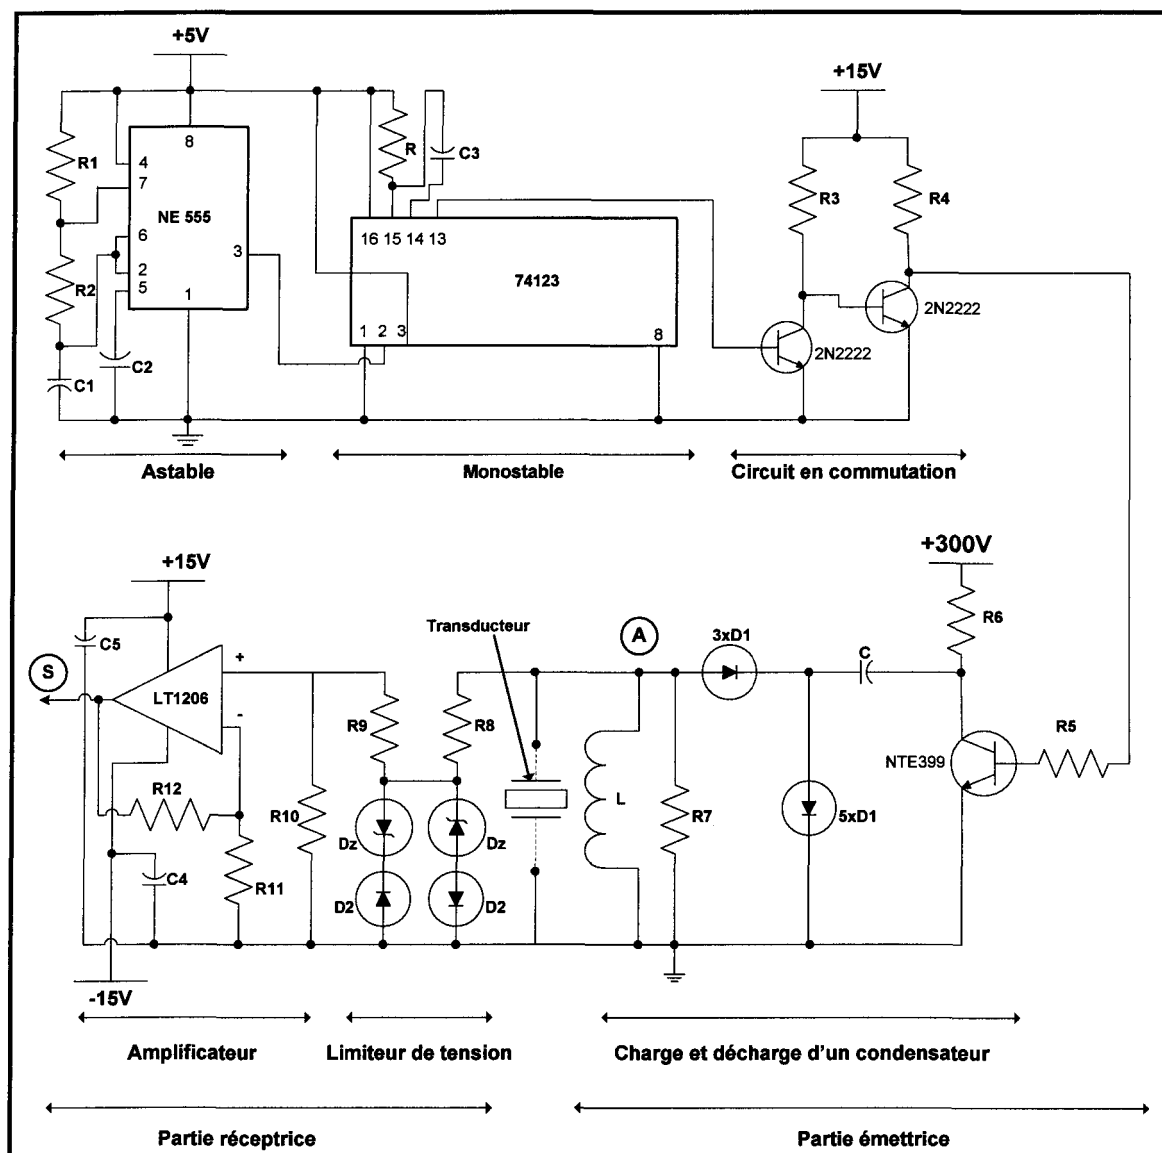 +5V
+15V
R1
8
4
7
NE 555
6
2
5
3
1
R2
C1
C2
R
C3
16 15 14 13
74123
1 2 3
8
R3
R4
2N2222
2N2222
Astable
Monostable
Circuit en commutation
+15V
+300V
C5
S
+
LT1206
-
R12
C4
R11
R10
R9
R8
Dz
Dz
D2
D2
-15V
Transducteur
A
L
R7
3xD1
5xD1
C
R6
NTE399
R5
Amplificateur
Limiteur de tension
Charge et décharge d'un condensateur
Partie réceptrice
Partie émettrice